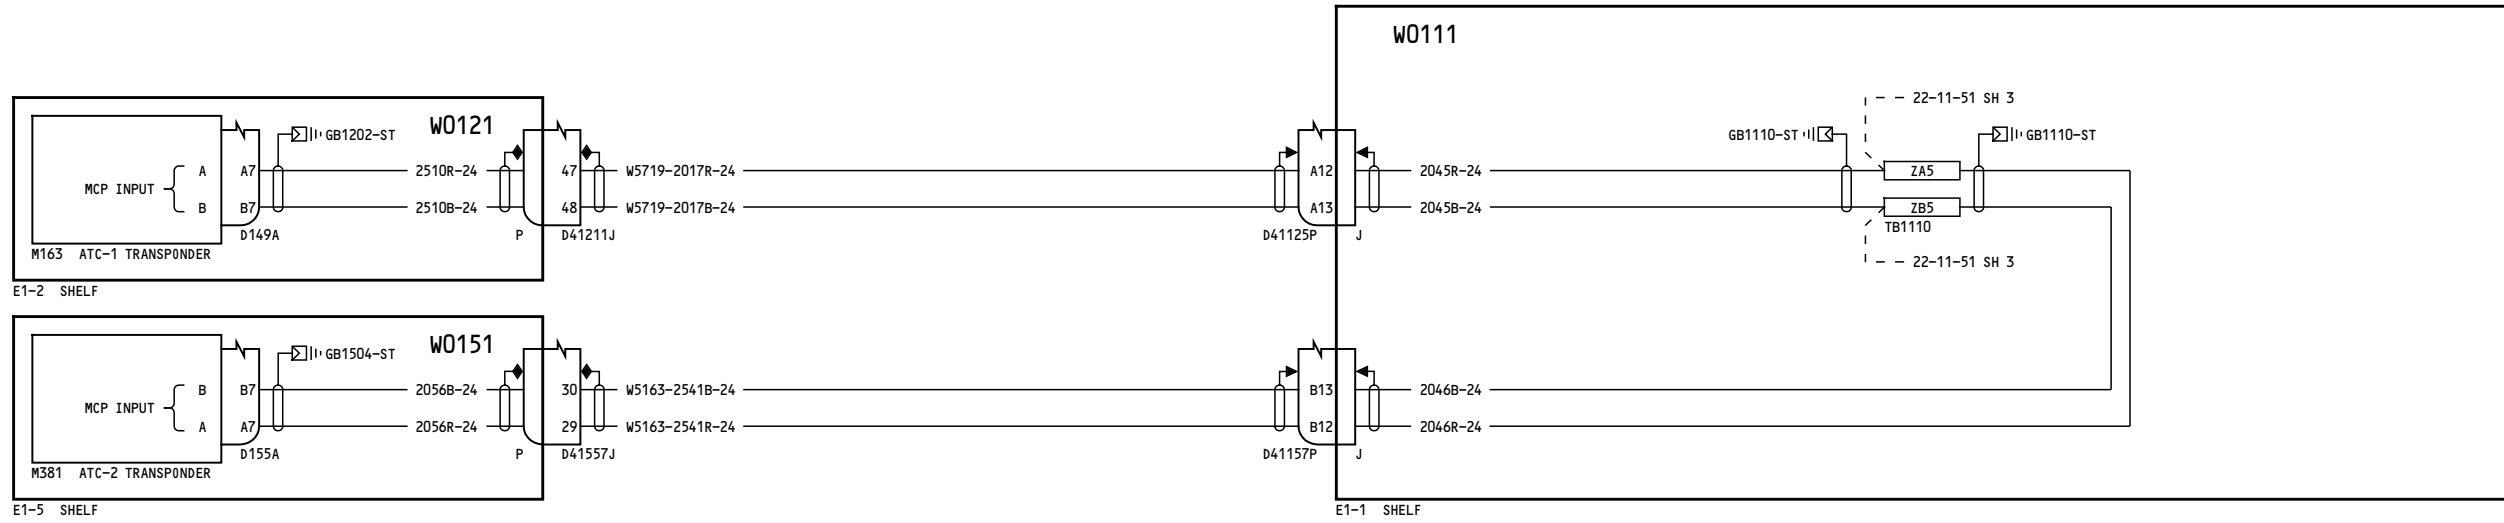 W0111
22-11-51 SH 3
W0121
GB1202-ST
GB1110-ST
GB1110-ST
A A7 2510R-24 47 W5719-2017R-24 A12 2045R-24 ZA5
MCP INPUT
B B7 2510B-24 48 W5719-2017B-24 A13 2045B-24 ZB5
TB1110
D149A P D41211J D41125P J
M163 ATC-1 TRANSPONDER
22-11-51 SH 3
E1-2 SHELF
W0151
GB1504-ST
B B7 2056B-24 30 W5163-2541B-24 B13 2046B-24
MCP INPUT
A A7 2056R-24 29 W5163-2541R-24 B12 2046R-24
D155A P D41557J D41157P J
M381 ATC-2 TRANSPONDER
E1-5 SHELF
E1-1 SHELF